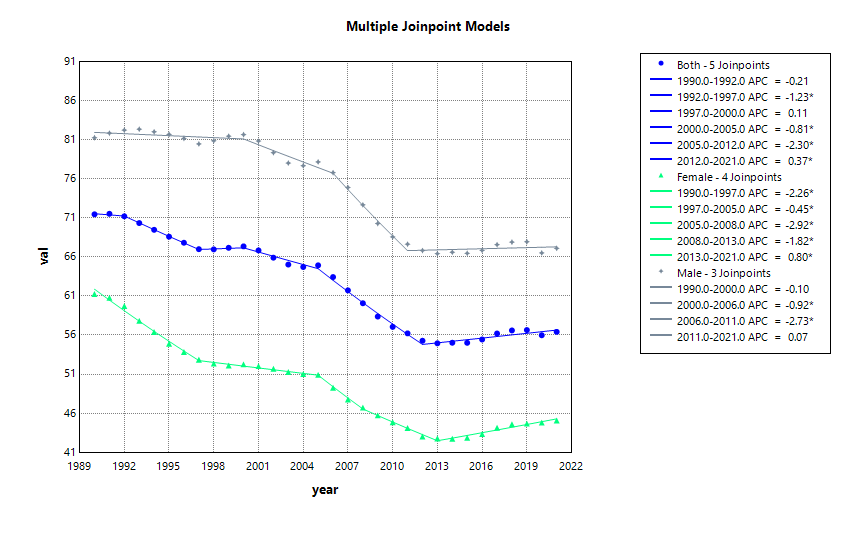 Multiple Joinpoint Models
91
86
81
76
71
66
61
56
51
46
41
val
1989 1992 1995 1998 2001 2004 2007 2010 2013 2016 2019 2022
year
Both - 5 Joinpoints
1990.0-1992.0 APC = -0.21
1992.0-1997.0 APC = -1.23*
1997.0-2000.0 APC = 0.11
2000.0-2005.0 APC = -0.81*
2005.0-2012.0 APC = -2.30*
2012.0-2021.0 APC = 0.37*
Female - 4 Joinpoints
1990.0-1997.0 APC = -2.26*
1997.0-2005.0 APC = -0.45*
2005.0-2008.0 APC = -2.92*
2008.0-2013.0 APC = -1.82*
2013.0-2021.0 APC = 0.80*
Male - 3 Joinpoints
1990.0-2000.0 APC = -0.10
2000.0-2006.0 APC = -0.92*
2006.0-2011.0 APC = -2.73*
2011.0-2021.0 APC = 0.07